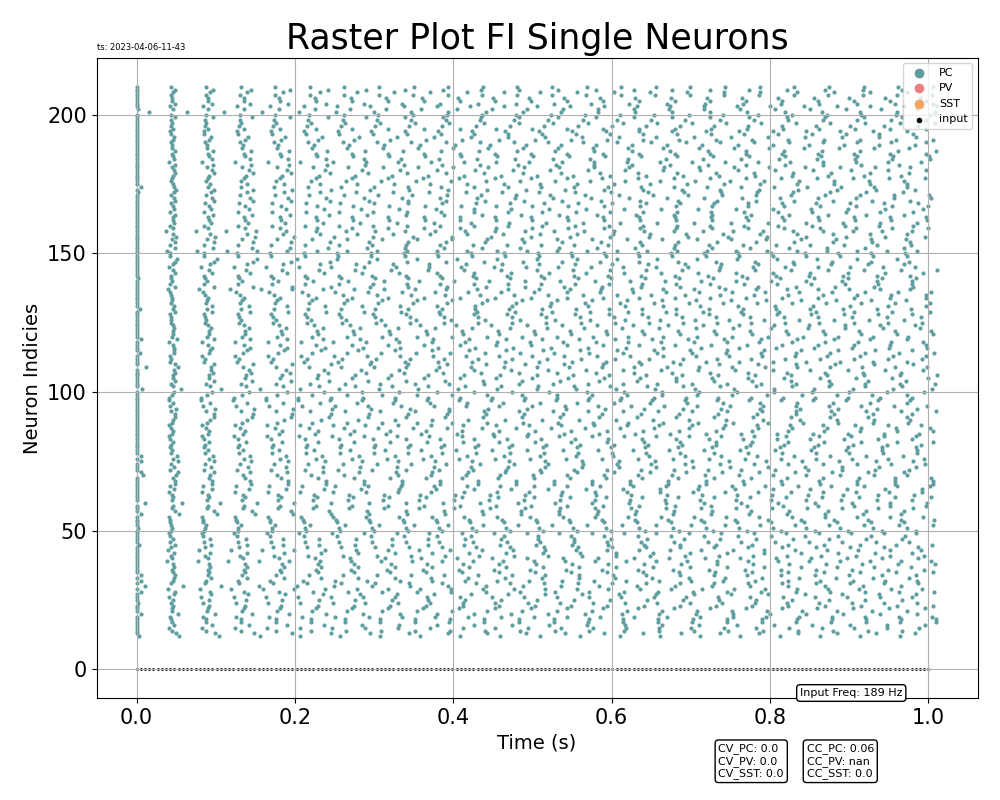 Raster Plot FI Single Neurons
ts: 2023-04-06-11-43
PC
PV
SST
input
200
150
100
50
0
Neuron Indicies
Input Freq: 189 Hz
0.0 0.2 0.4 0.6 0.8 1.0
Time (s)
CV_PC: 0.0
CV_PV: 0.0
CV_SST: 0.0
CC_PC: 0.06
CC_PV: nan
CC_SST: 0.0